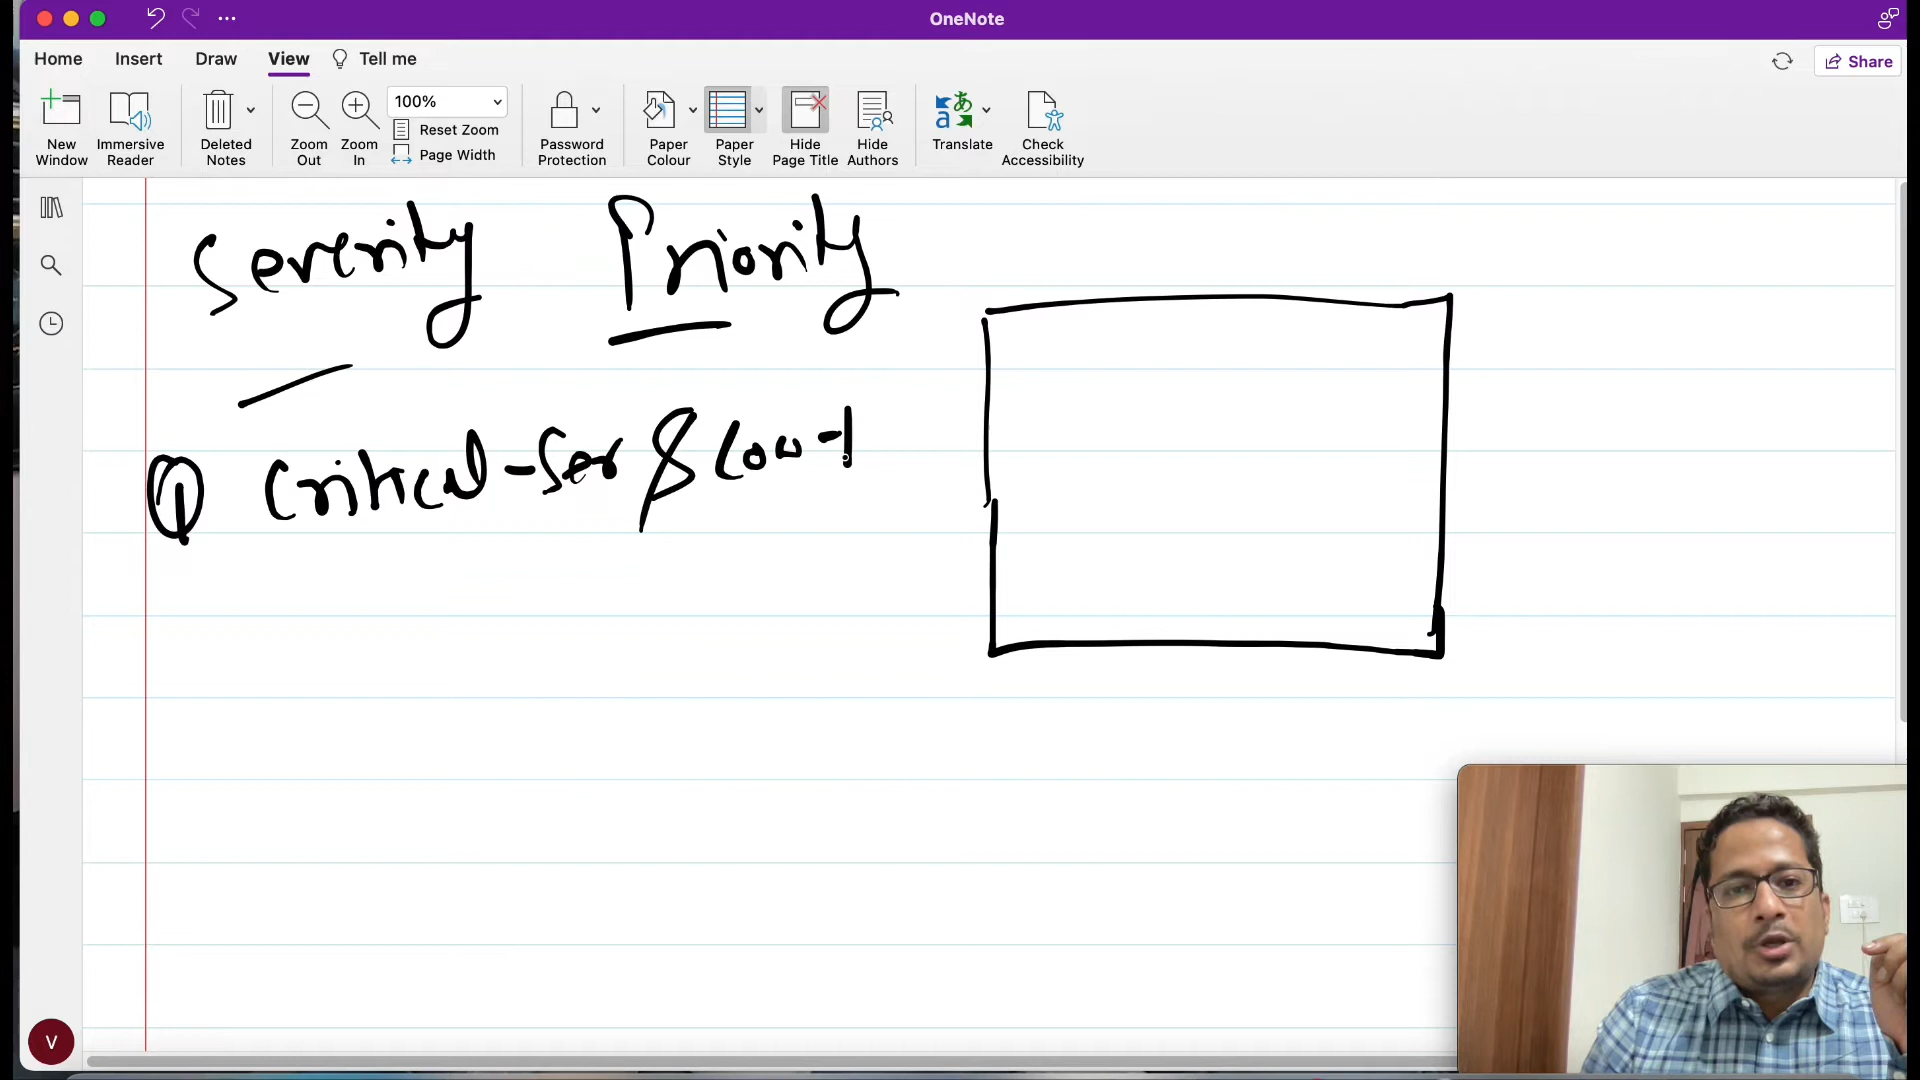 OneNote
Home Insert Draw View Tell me
Share
100%
Reset Zoom
Page Width
New Window
Immersive Reader
Deleted Notes
Zoom Out
Zoom In
Password Protection
Paper Colour
Paper Style
Hide Page Title
Hide Authors
Translate
Check Accessibility
Severity Priority
① Critical-Ser & Low-
V